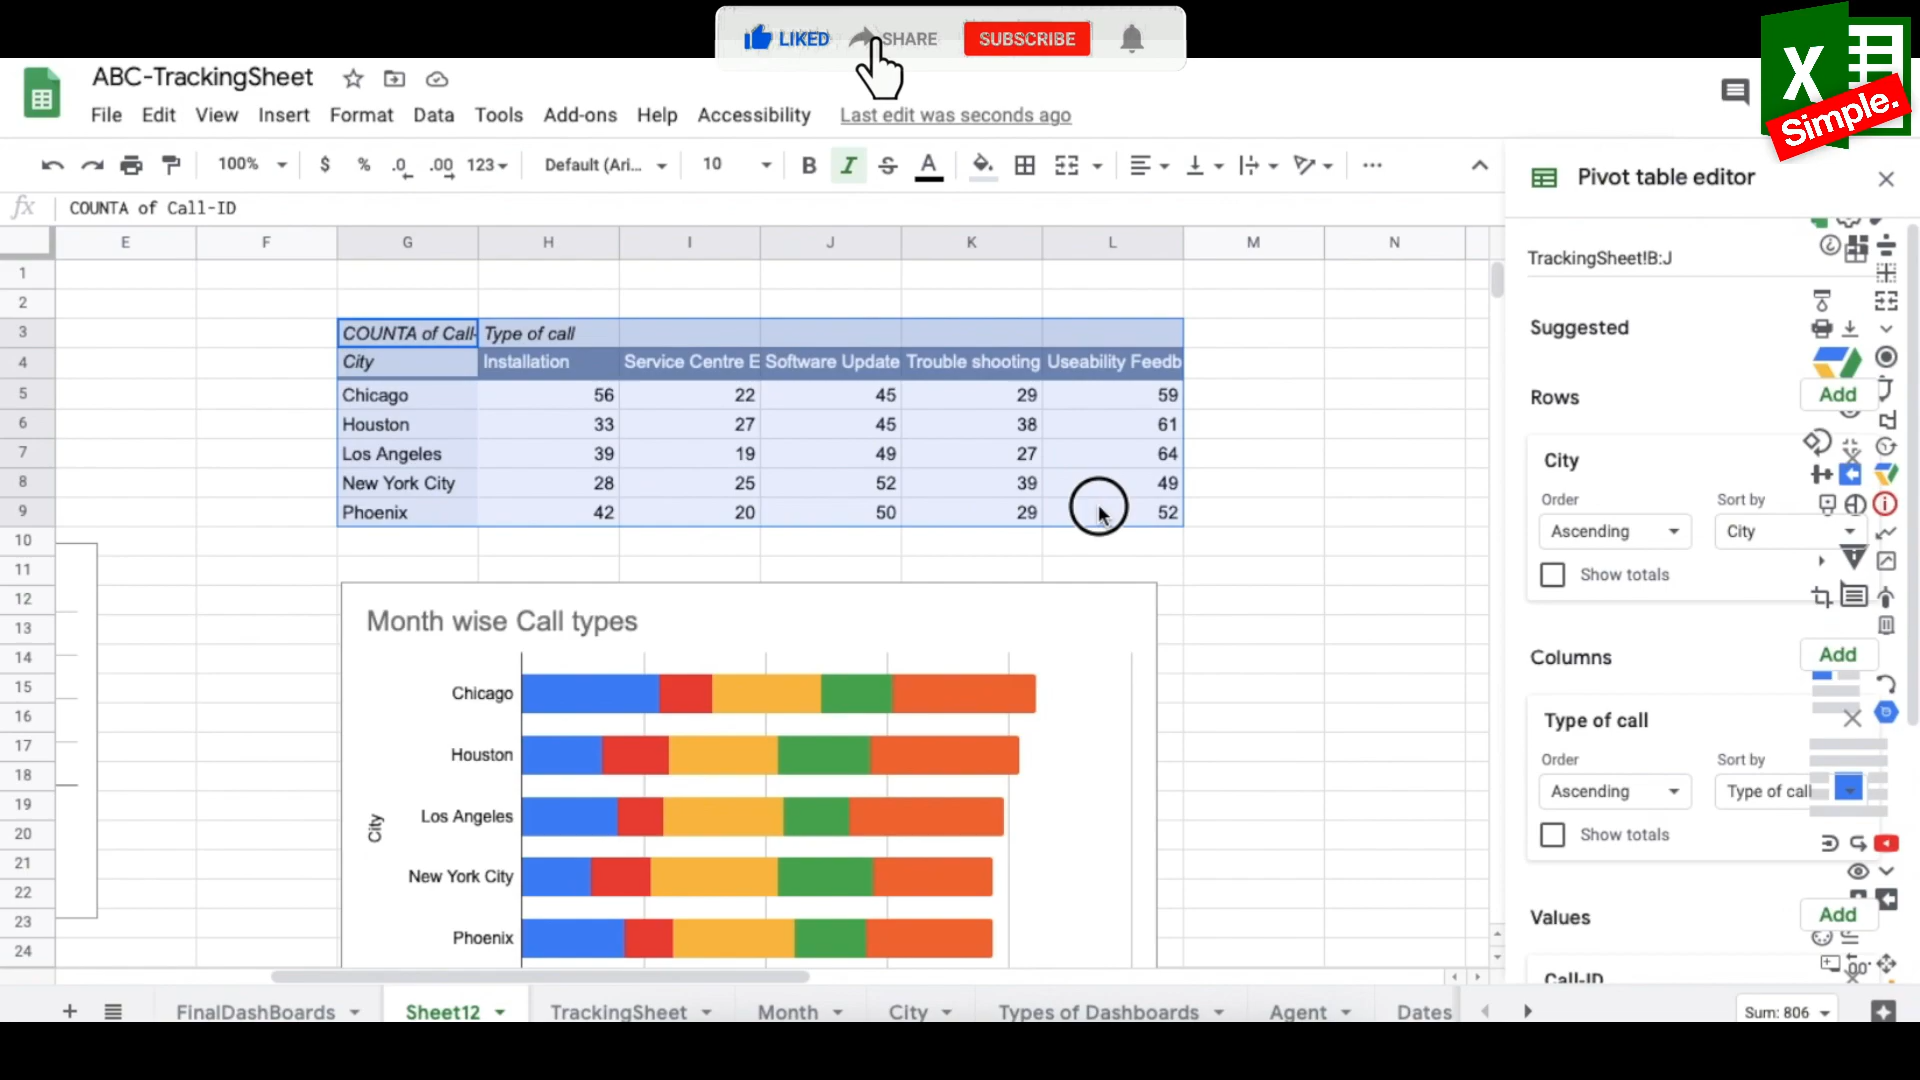 LIKED SHARE SUBSCRIBE
X
Simple.
ABC-TrackingSheet
File Edit View Insert Format Data Tools Add-ons Help Accessibility Last edit was seconds ago
100% $ % .0 .00 123 Default (Ari... 10 B I S A
Pivot table editor
fx COUNTA of Call-ID
E F G H I J K L M N
TrackingSheet!B:J
1
2
3 COUNTA of Call- Type of call
4 City Installation Service Centre E Software Update Trouble shooting Useability Feedb
5 Chicago 56 22 45 29 59
6 Houston 33 27 45 38 61
7 Los Angeles 39 19 49 27 64
8 New York City 28 25 52 39 49
9 Phoenix 42 20 50 29 52
10
11
12
13
14
15
16
17
18
19
20
21
22
23
24
Month wise Call types
City
Chicago
Houston
Los Angeles
New York City
Phoenix
Suggested
Rows Add
City
Order Sort by
Ascending City
Show totals
Columns Add
Type of call
Order Sort by
Ascending Type of call
Show totals
Values Add
Call-ID
FinalDashBoards Sheet12 TrackingSheet Month City Types of Dashboards Agent Dates
Sum: 806